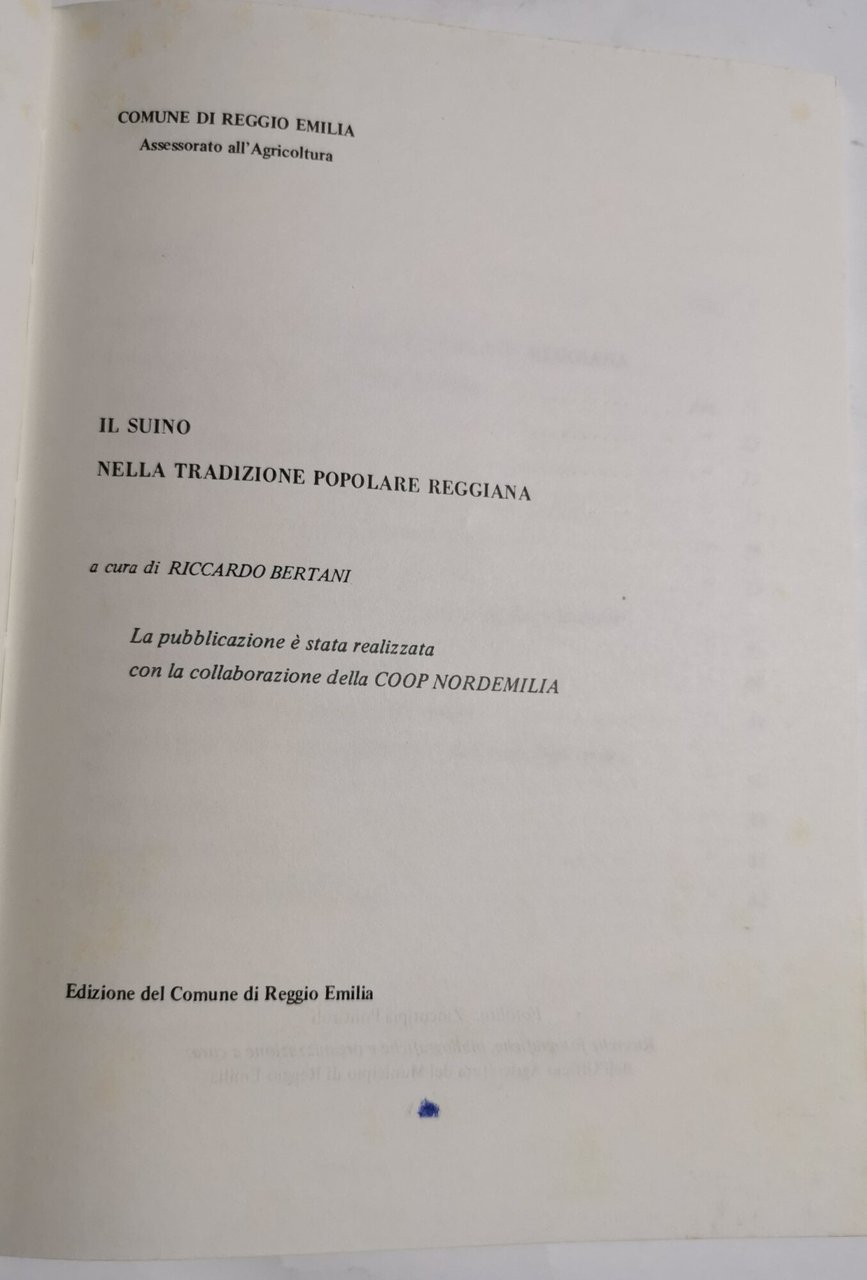 COMUNE DI REGGIO EMILIA
Assessorato all'Agricoltura
IL SUINO
NELLA TRADIZIONE POPOLARE REGGIANA
a cura di RICCARDO BERTANI
La pubblicazione è stata realizzata
con la collaborazione della COOP NORDEMILIA
Edizione del Comune di Reggio Emilia